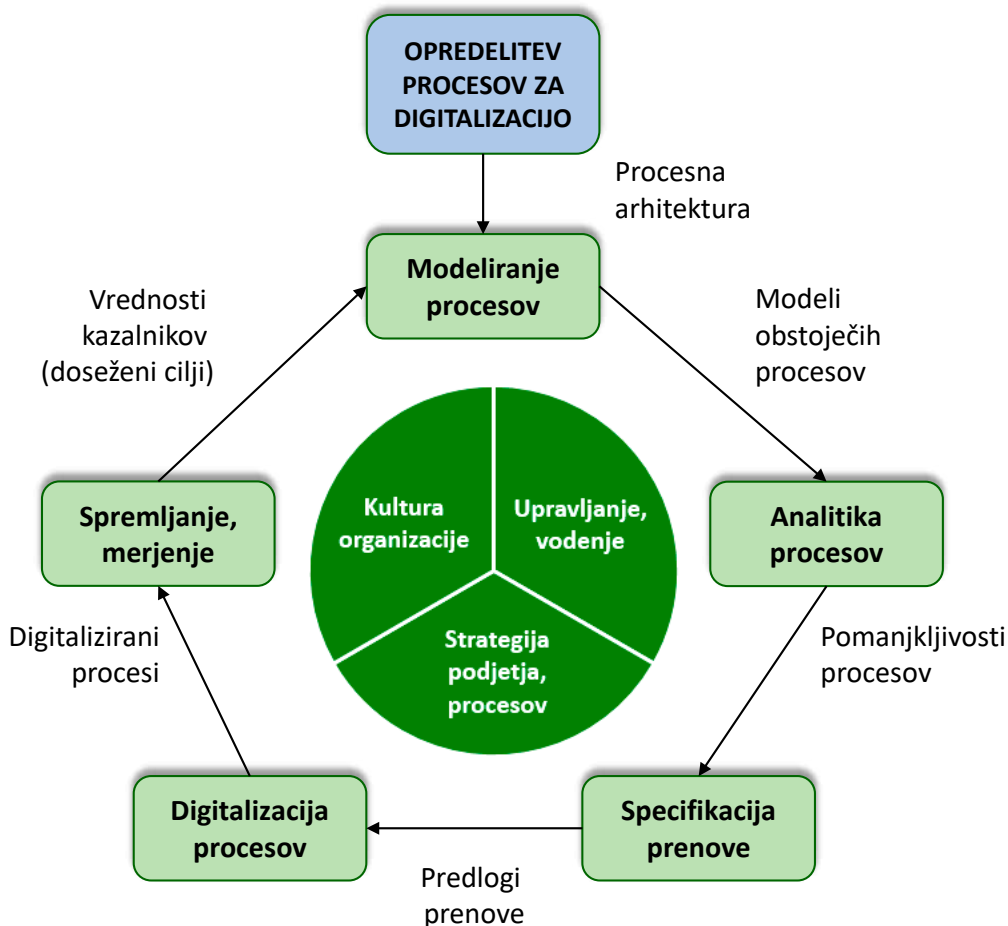 OPREDELITEV
PROCESOV ZA
DIGITALIZACIJO
Procesna
arhitektura
Modeliranje
procesov
Vrednosti
kazalnikov
(doseženi cilji)
Modeli
obstoječih
procesov
Spremljanje,
merjenje
Kultura
organizacije
Upravljanje,
vodenje
Analitika
procesov
Strategija
podjetja,
procesov
Digitalizirani
procesi
Pomanjkljivosti
procesov
Digitalizacija
procesov
Specifikacija
prenove
Predlogi
prenove